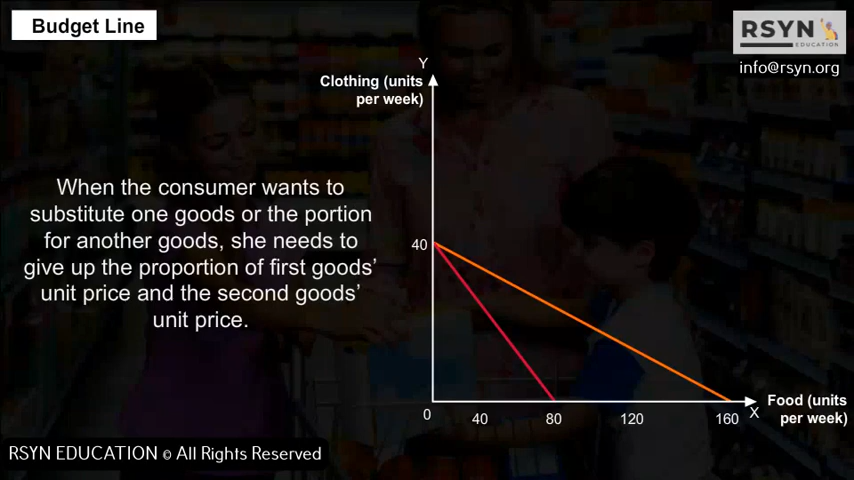 Budget Line
RSYN
EDUCATION
info@rsyn.org
Y
Clothing (units
per week)
When the consumer wants to
substitute one goods or the portion
for another goods, she needs to
give up the proportion of first goods’
unit price and the second goods’
unit price.
40
0
40
80
120
160
X
Food (units
per week)
RSYN EDUCATION © All Rights Reserved